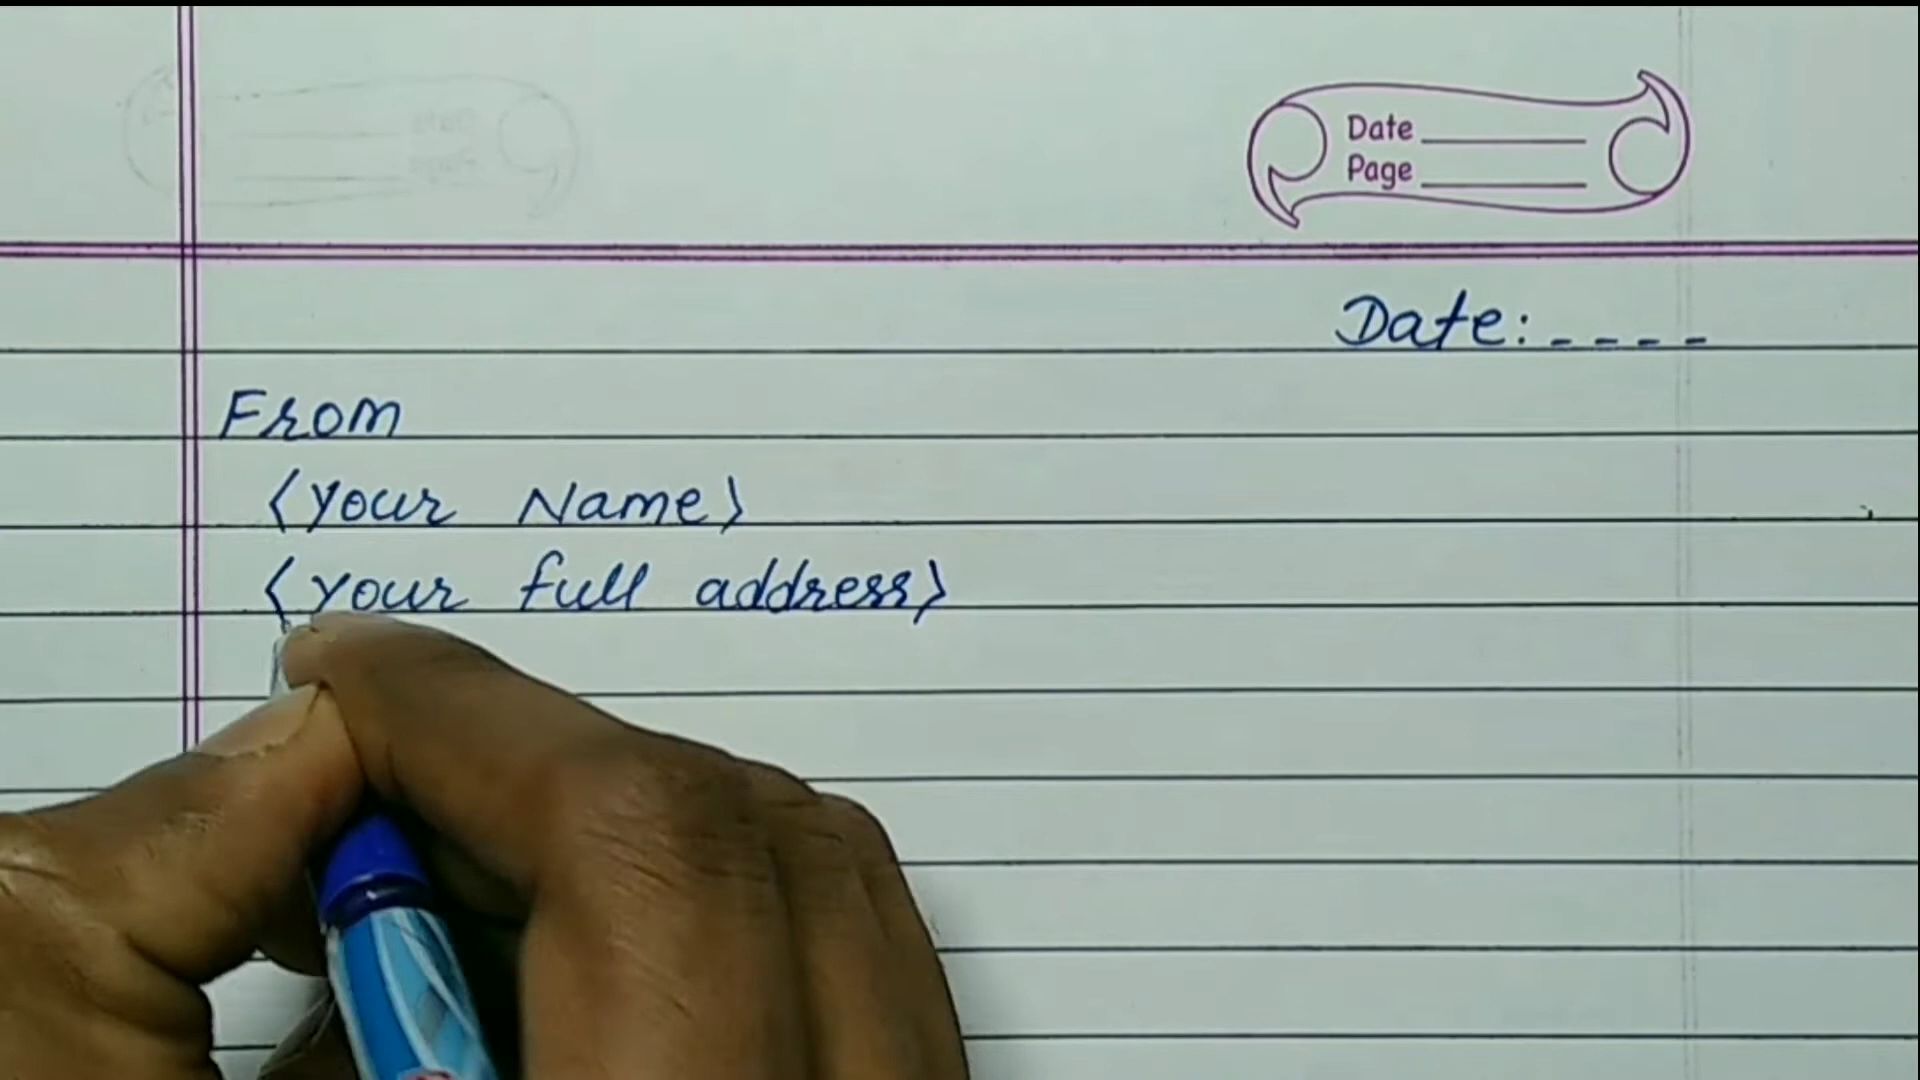 Date
Page
Date:----
From
<Your Name>
<Your full address>